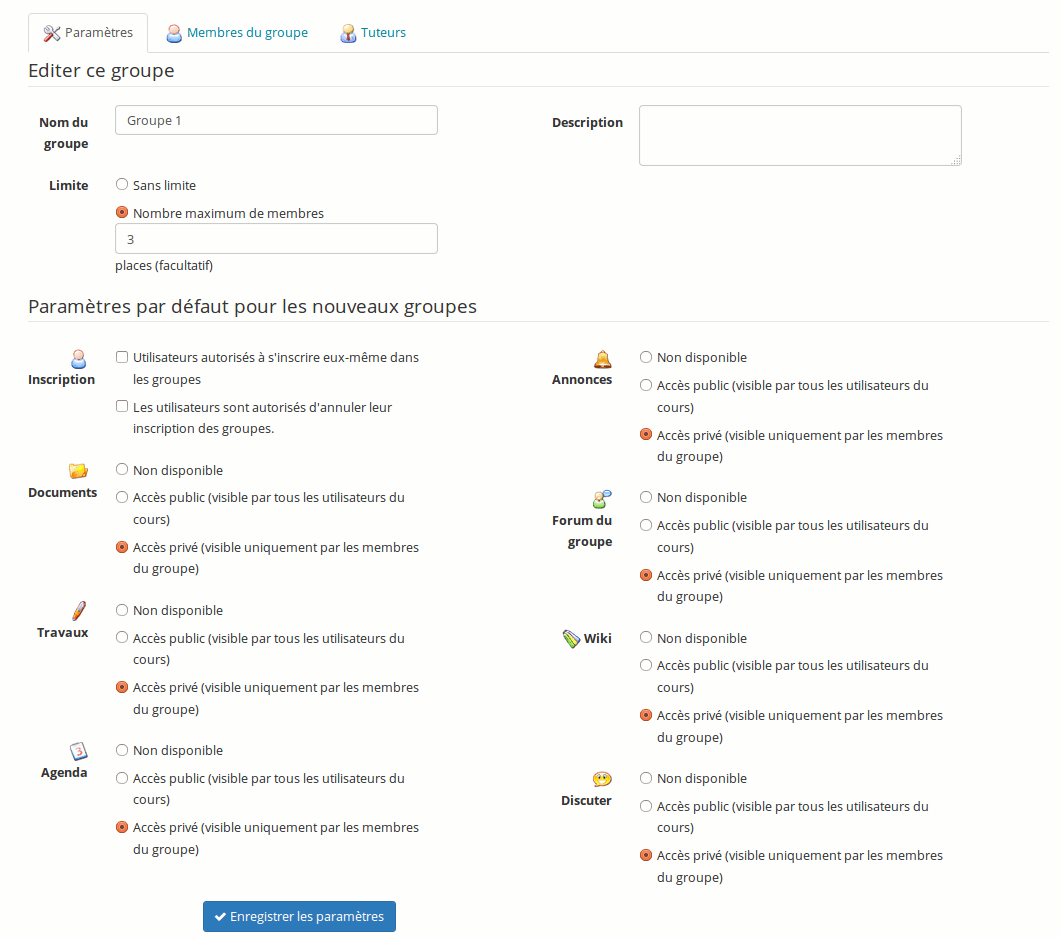 Paramètres
Membres du groupe
Tuteurs
Editer ce groupe
Nom du
groupe
Groupe 1
Description
Limite
Sans limite
Nombre maximum de membres
3
places (facultatif)
Paramètres par défaut pour les nouveaux groupes
Inscription
Utilisateurs autorisés à s'inscrire eux-même dans
les groupes
Les utilisateurs sont autorisés d'annuler leur
inscription des groupes.
Annonces
Non disponible
Accès public (visible par tous les utilisateurs du
cours)
Accès privé (visible uniquement par les membres
du groupe)
Documents
Non disponible
Accès public (visible par tous les utilisateurs du
cours)
Accès privé (visible uniquement par les membres
du groupe)
Forum du
groupe
Non disponible
Accès public (visible par tous les utilisateurs du
cours)
Accès privé (visible uniquement par les membres
du groupe)
Travaux
Non disponible
Accès public (visible par tous les utilisateurs du
cours)
Accès privé (visible uniquement par les membres
du groupe)
Wiki
Non disponible
Accès public (visible par tous les utilisateurs du
cours)
Accès privé (visible uniquement par les membres
du groupe)
3
Agenda
Non disponible
Accès public (visible par tous les utilisateurs du
cours)
Accès privé (visible uniquement par les membres
du groupe)
Discuter
Non disponible
Accès public (visible par tous les utilisateurs du
cours)
Accès privé (visible uniquement par les membres
du groupe)
Enregistrer les paramètres